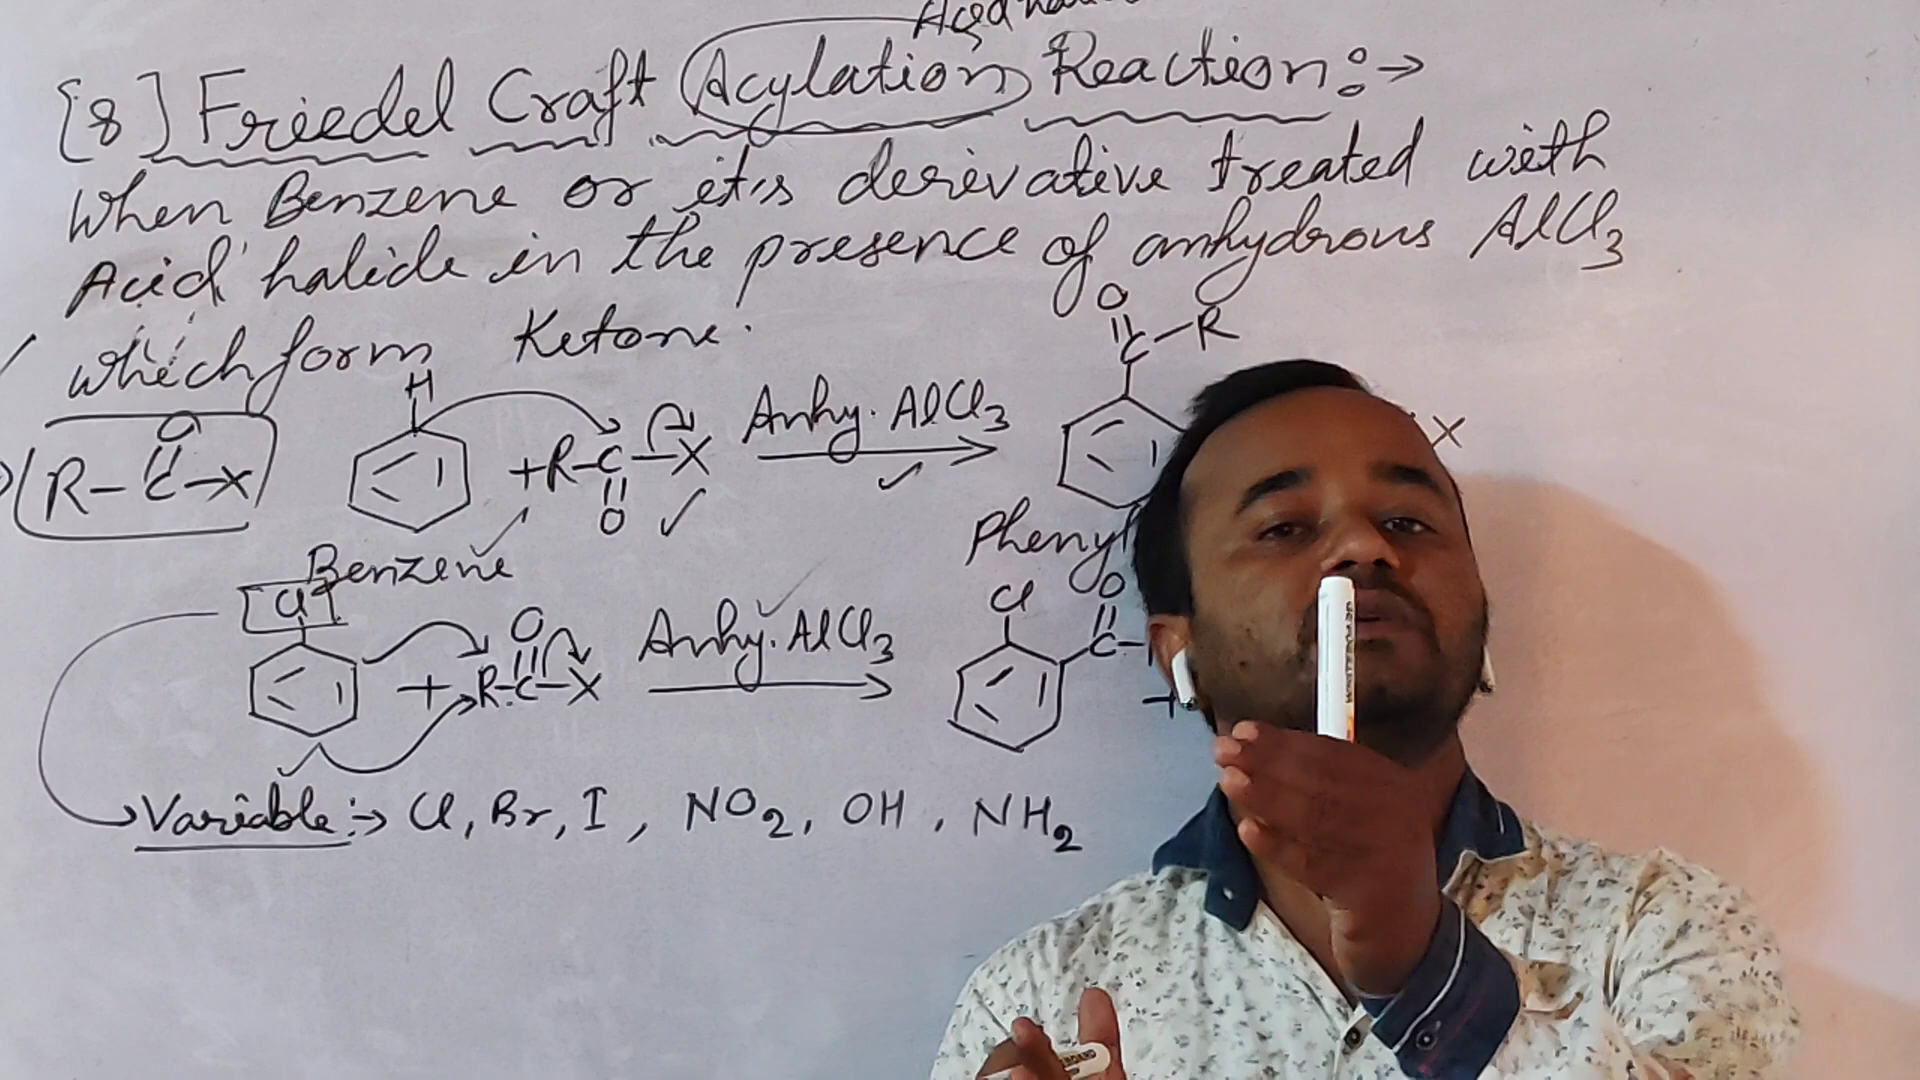 Acid
[8] Friedel Craft Acylation Reaction:→
When Benzene or it's derivative treated with
Acid halide in the presence of anhydrous AlCl3
which form Ketone.
R-C-X
O
H
+R-C-X
O
Anhy. AlCl3
O
C-R
X
Benzene
Phenyl
Cl
+ R-C-X
O
Anhy. AlCl3
Cl
O
C-
+
Variable:→ Cl, Br, I, NO2, OH, NH2